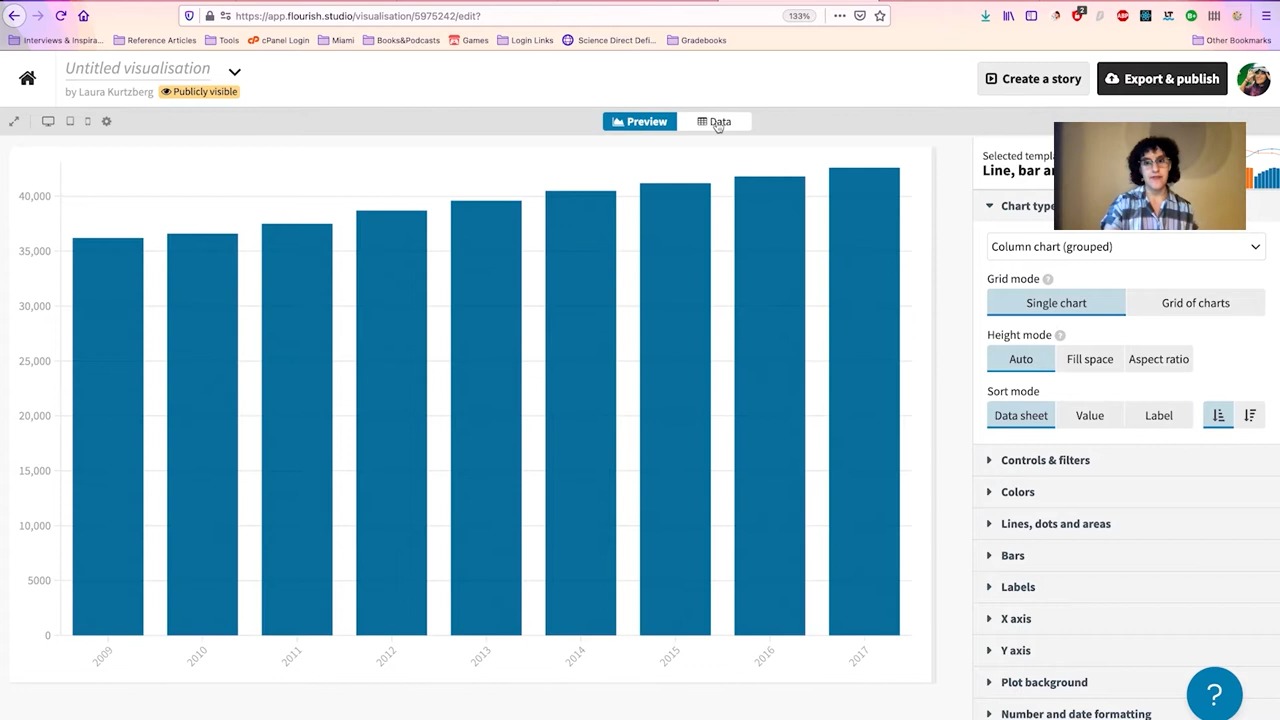 https://app.flourish.studio/visualisation/5975242/edit?
133%
2
ABP
LT
Interviews & Inspira...
Reference Articles
Tools
cPanel Login
Miami
Books&Podcasts
Games
Login Links
Science Direct Defi...
Gradebooks
Other Bookmarks
Untitled visualisation
by Laura Kurtzberg
Publicly visible
Create a story
Export & publish
Preview
Data
40,000
35,000
30,000
25,000
20,000
15,000
10,000
5000
0
2009
2010
2011
2012
2013
2014
2015
2016
2017
Selected templa
Line, bar a
Chart type
Column chart (grouped)
Grid mode ?
Single chart
Grid of charts
Height mode ?
Auto
Fill space
Aspect ratio
Sort mode
Data sheet
Value
Label
Controls & filters
Colors
Lines, dots and areas
Bars
Labels
X axis
Y axis
Plot background
Number and date formatting
?